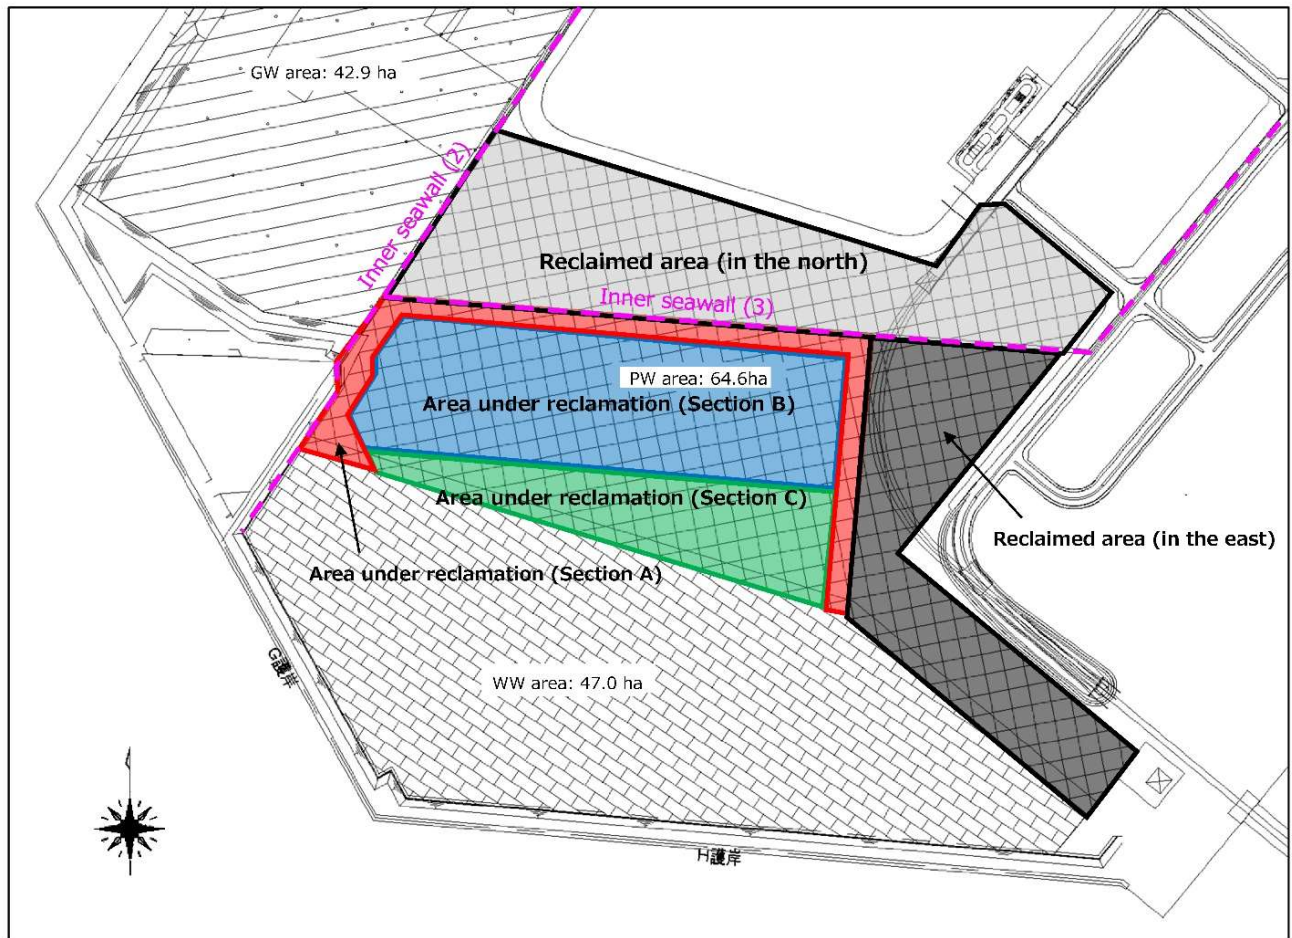 GW area: 42.9 ha
Inner seawall (2)
Reclaimed area (in the north)
Inner seawall (3)
PW area: 64.6ha
Area under reclamation (Section B)
Area under reclamation (Section C)
Reclaimed area (in the east)
Area under reclamation (Section A)
G護岸
WW area: 47.0 ha
H護岸